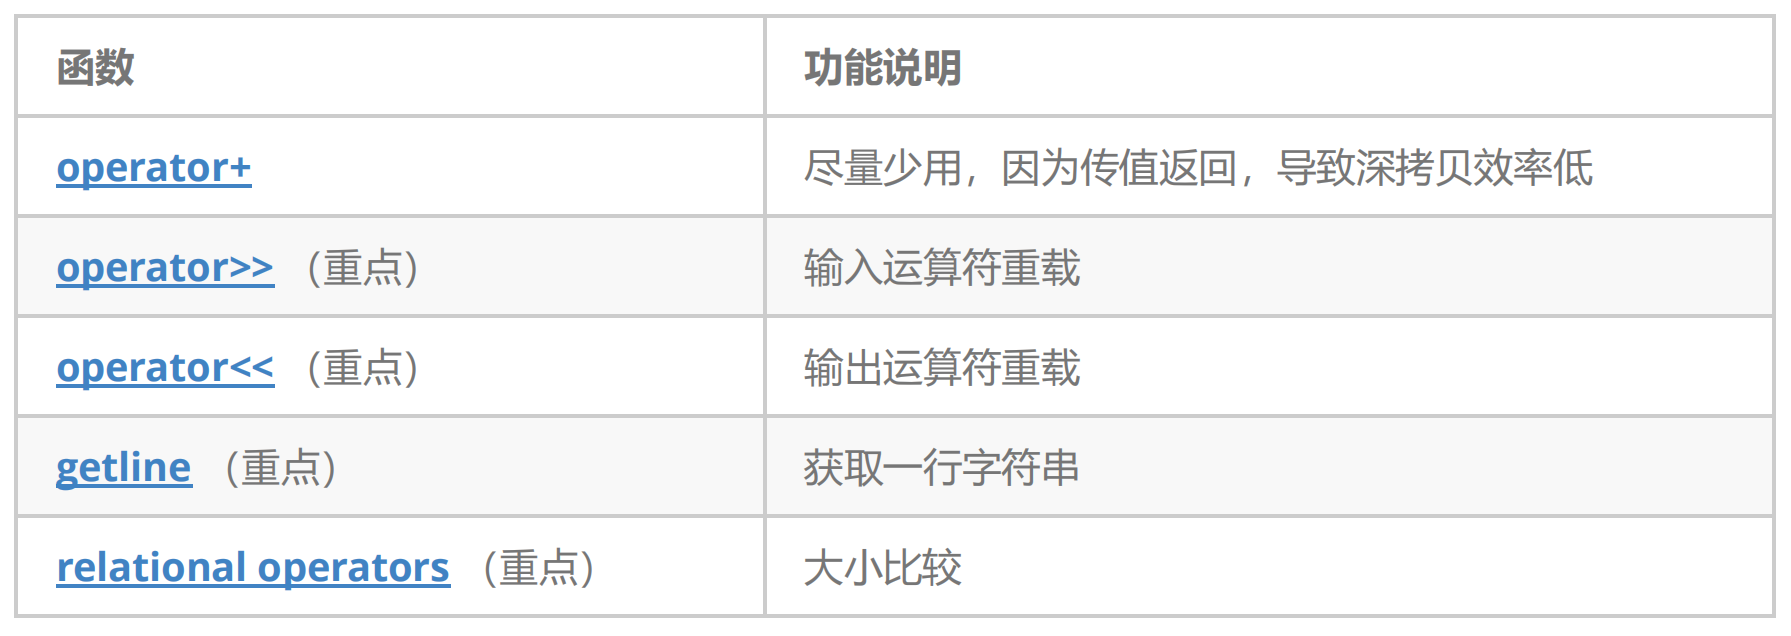 函数 功能说明
operator+ 尽量少用，因为传值返回，导致深拷贝效率低
operator>> （重点） 输入运算符重载
operator<< （重点） 输出运算符重载
getline （重点） 获取一行字符串
relational operators （重点） 大小比较